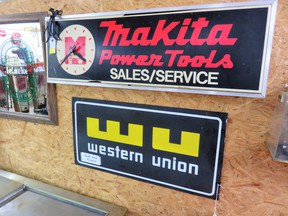 Makita
M
Power Tools
SALES/SERVICE
WU
western union